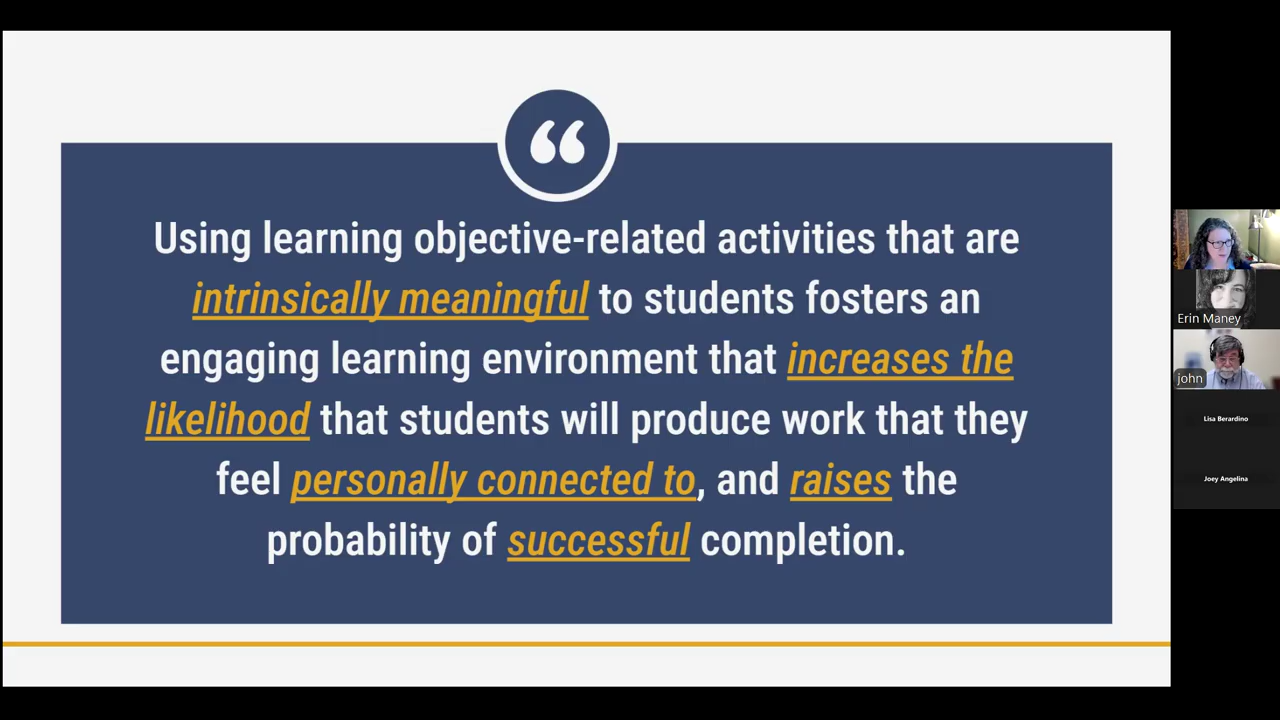 “
Using learning objective-related activities that are
intrinsically meaningful to students fosters an
engaging learning environment that increases the
likelihood that students will produce work that they
feel personally connected to, and raises the
probability of successful completion.
Erin Maney
john
Lisa Berardino
Joey Angelina